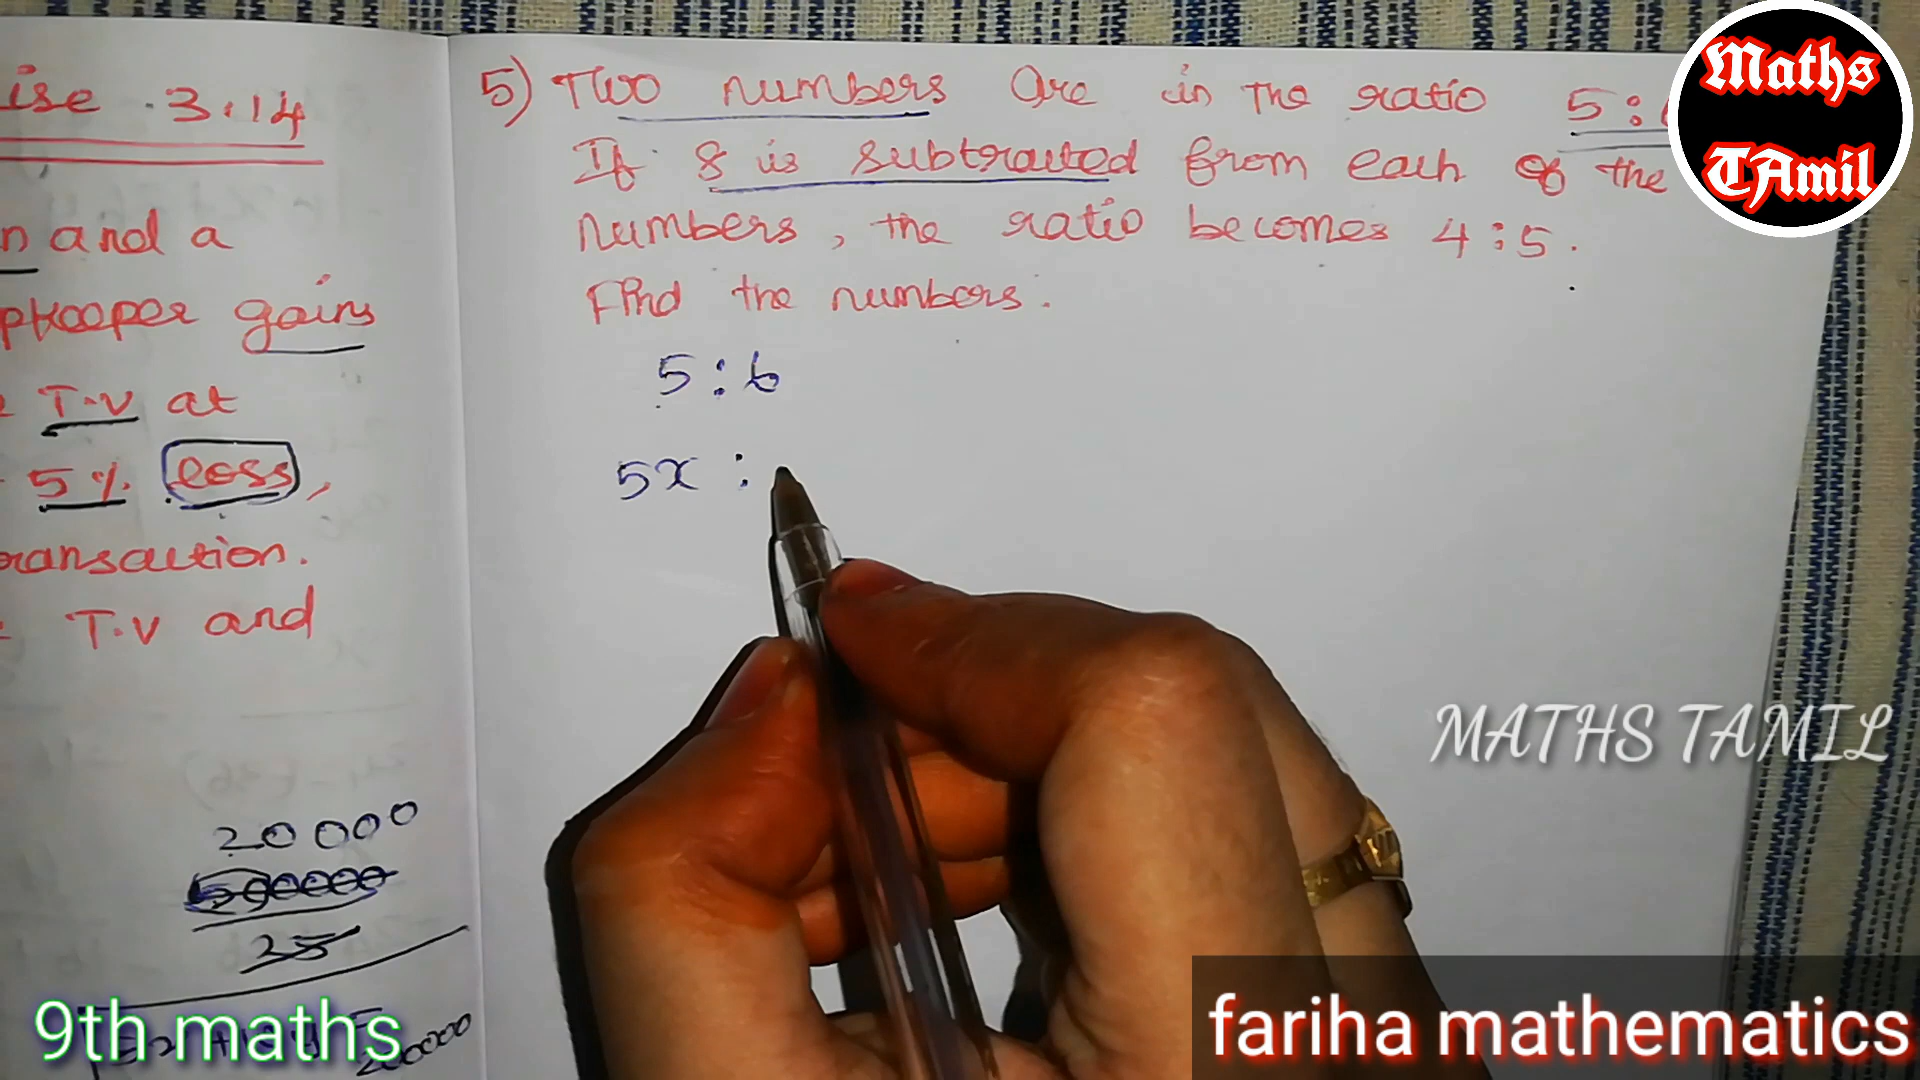 ise 3.14
n and a
pkeeper gains
T.V at
5% loss,
ransaction.
T.V and
20000
25
5) Two numbers are in the ratio 5:
If 8 is subtracted from each of the
numbers, the ratio becomes 4:5.
Find the numbers.
5:6
5x :
Maths
TAmil
MATHS TAMIL
9th maths
200000
fariha mathematics